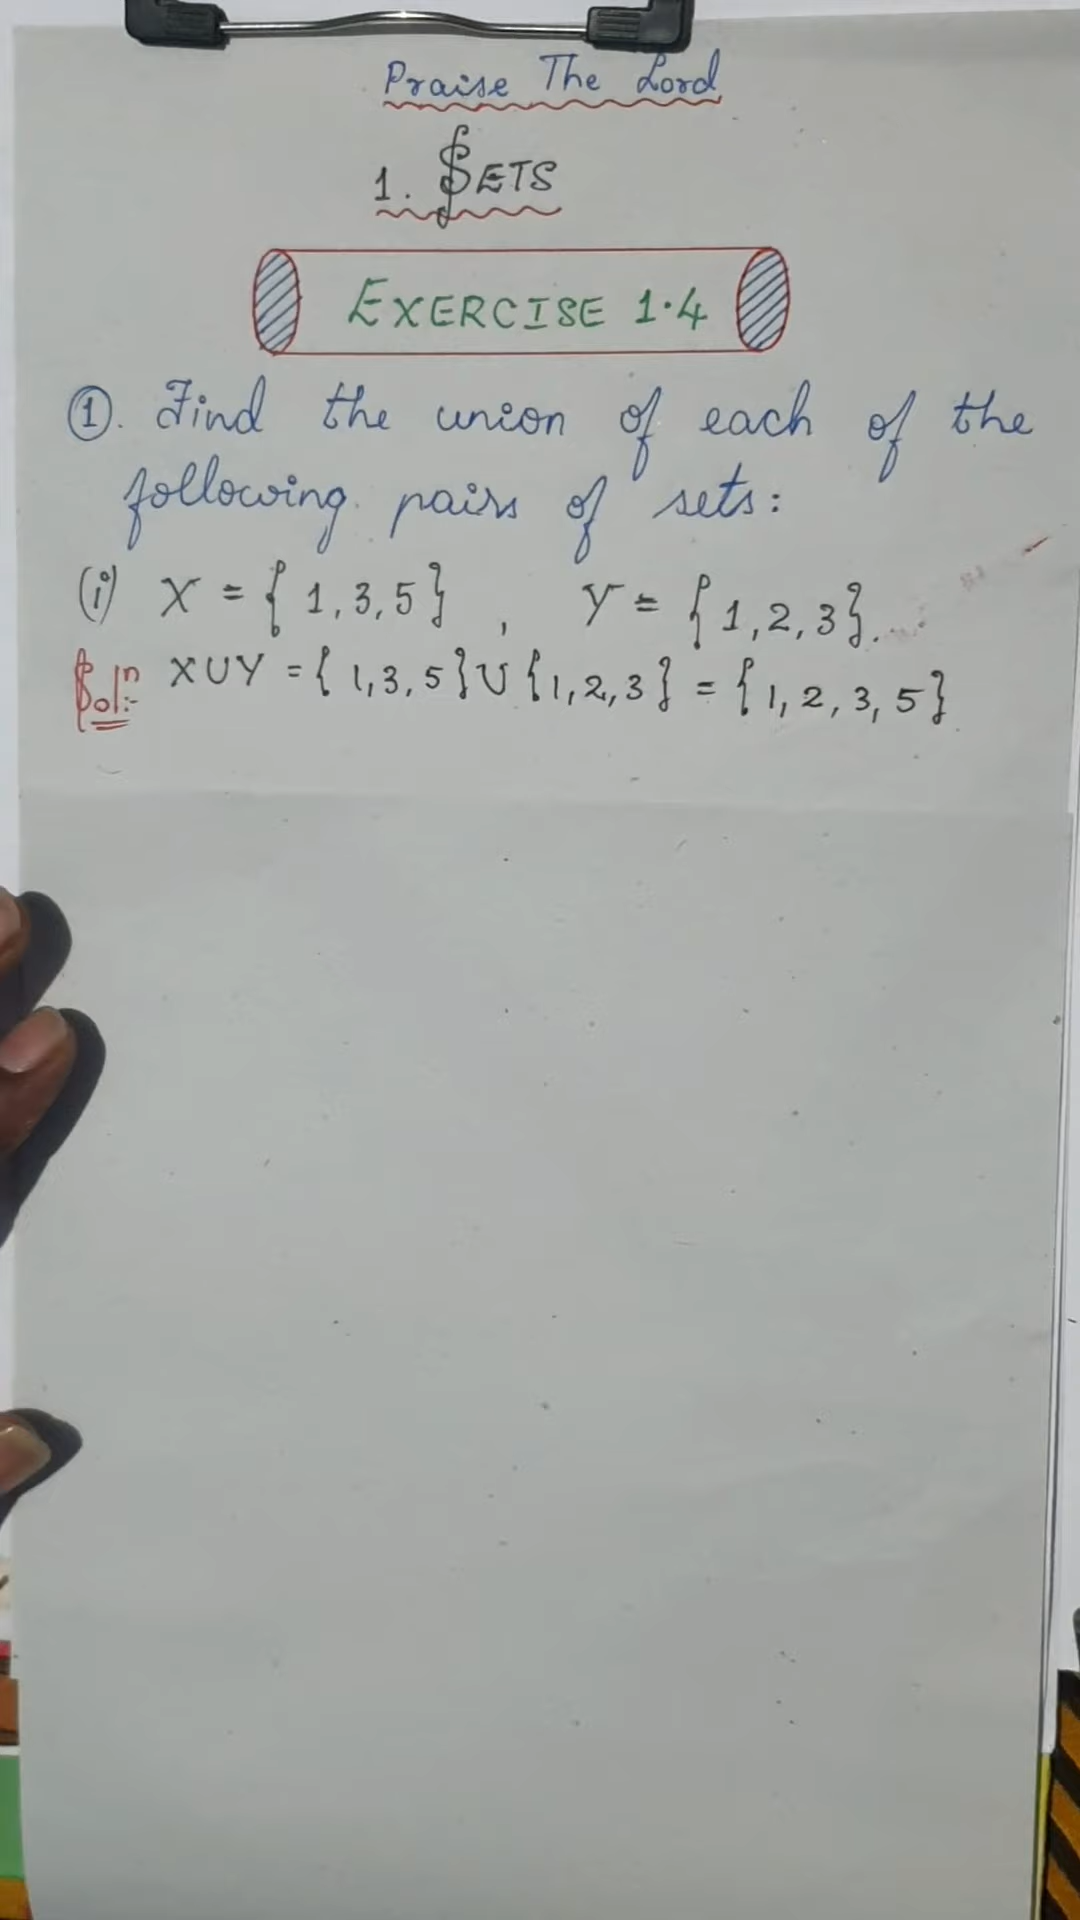 Praise The Lord
1. SETS
EXERCISE 1.4
①. Find the union of each of the
following pairs of sets:
(i) X = { 1, 3, 5 } , Y = { 1, 2, 3 }.
Solⁿ:- X∪Y = { 1, 3, 5 } ∪ { 1, 2, 3 } = { 1, 2, 3, 5 }